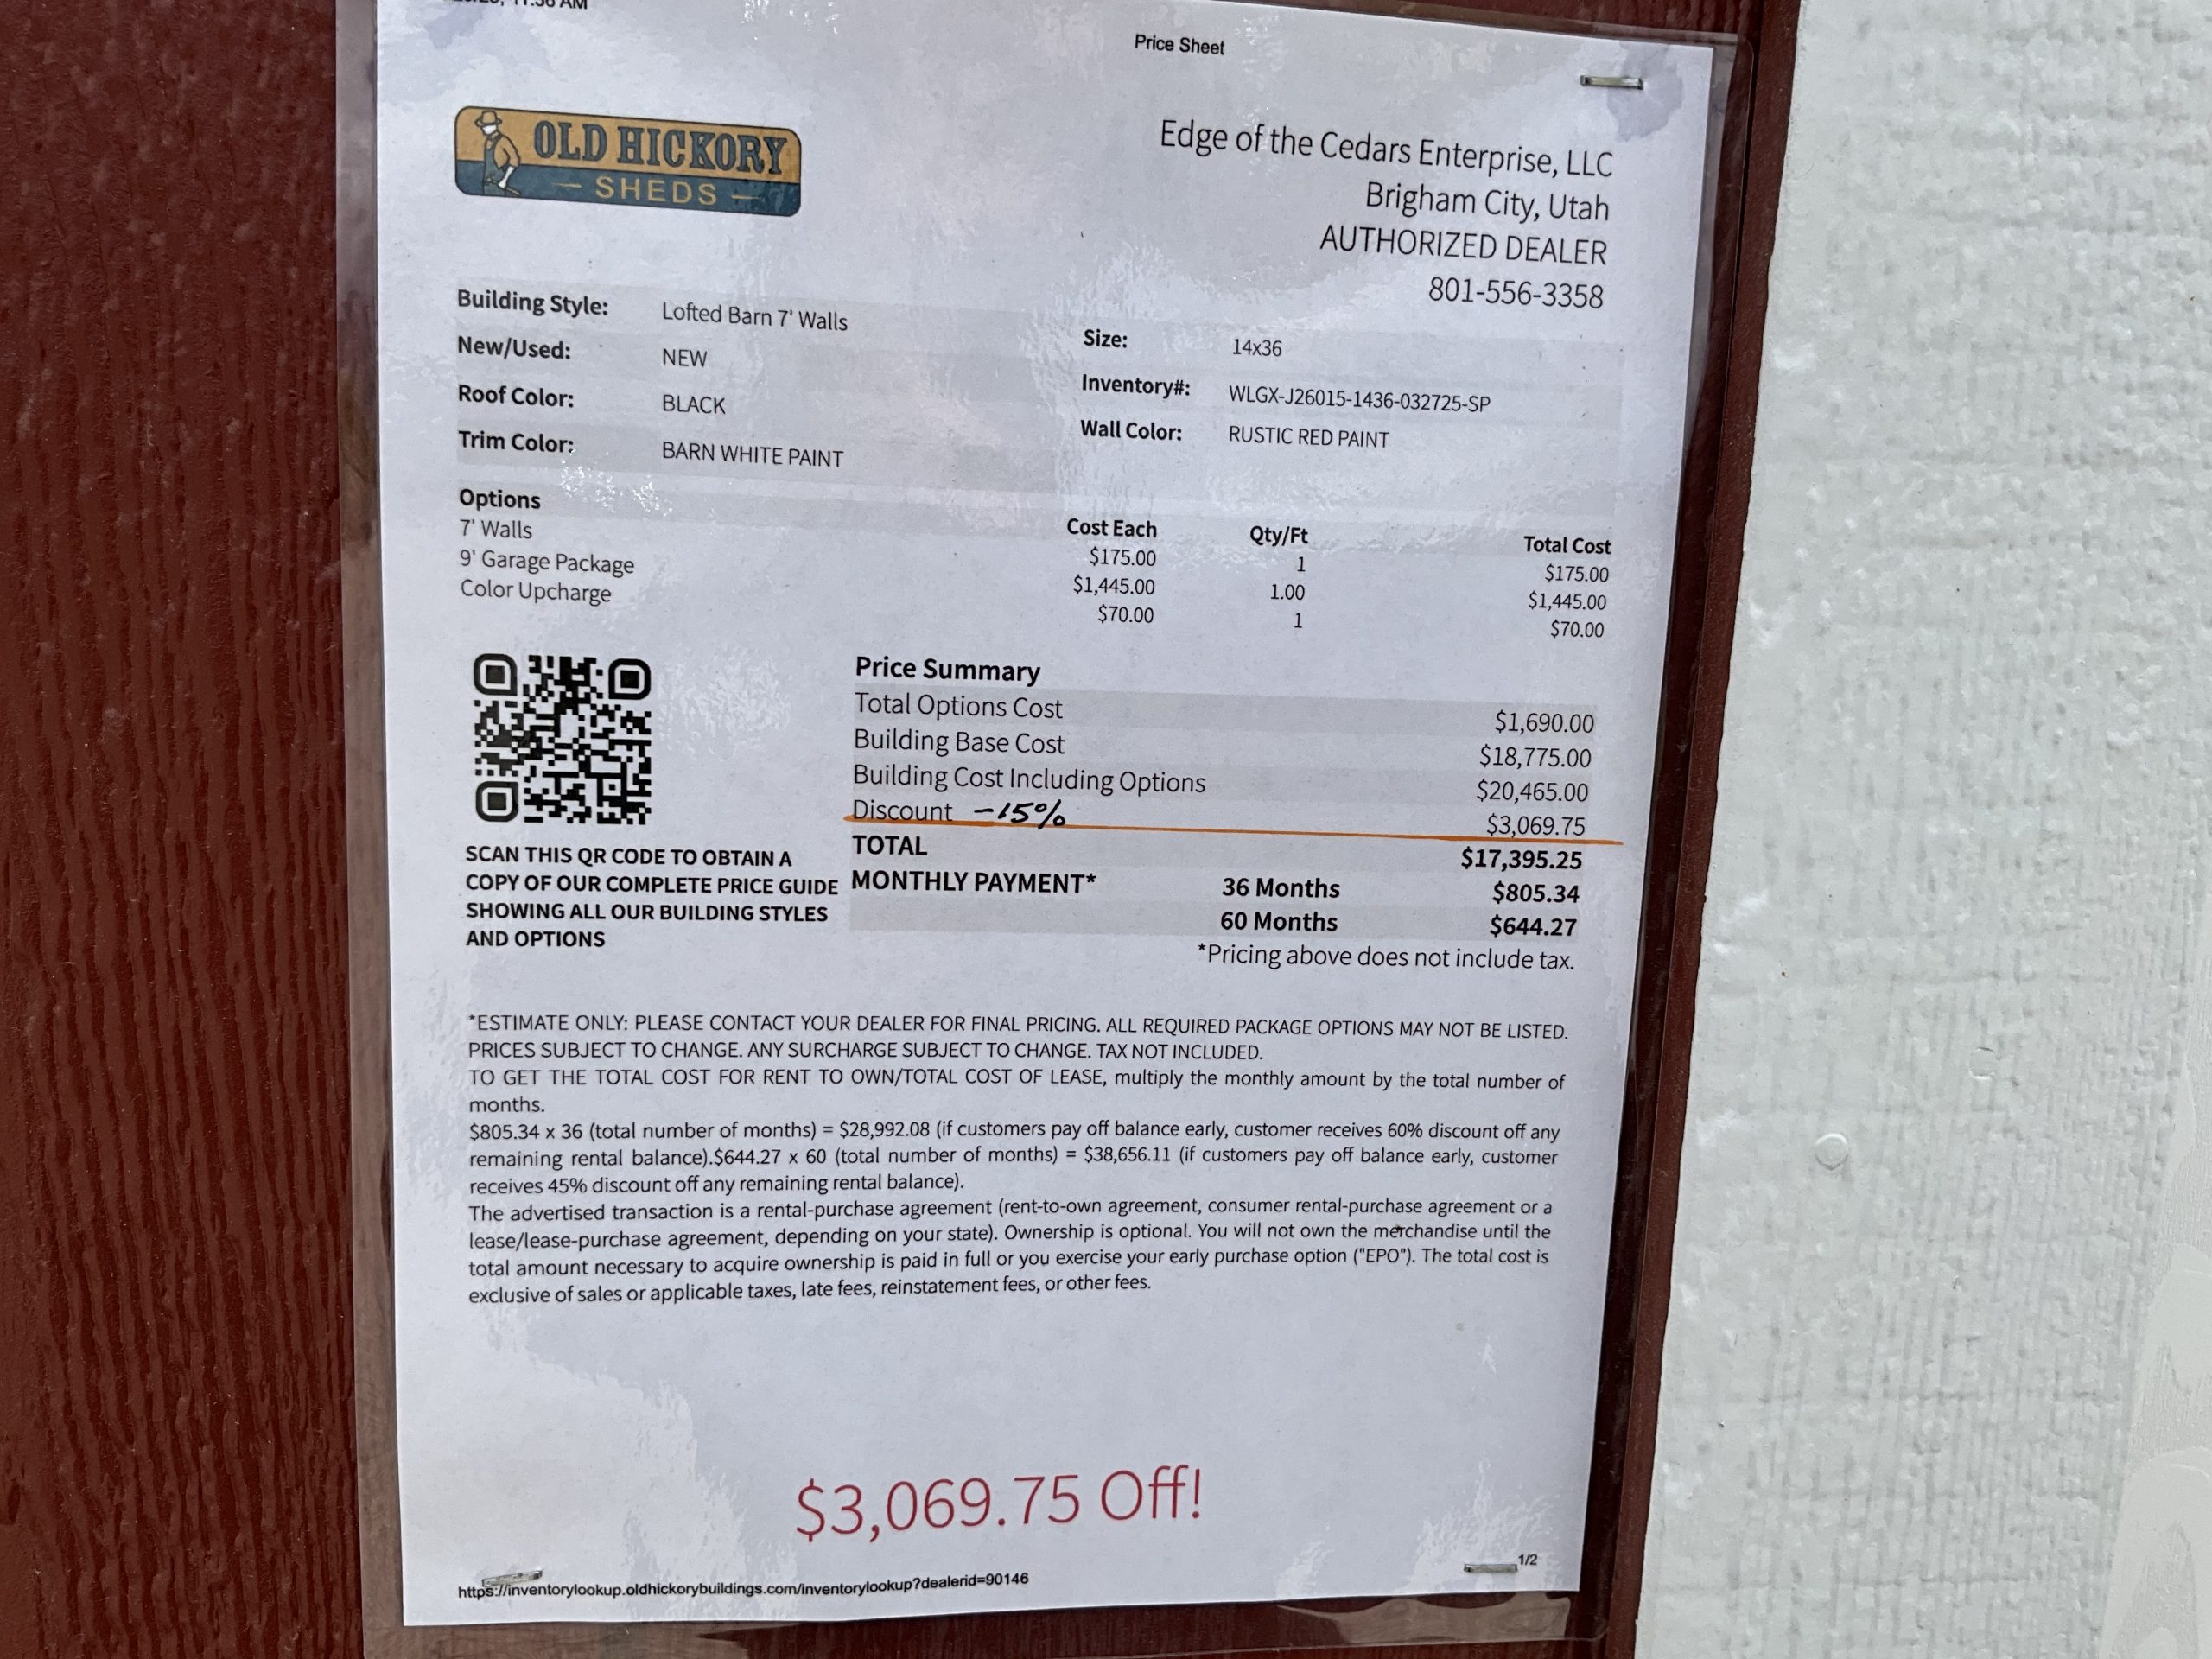 11:56 AM
Price Sheet
OLD HICKORY
SHEDS
Edge of the Cedars Enterprise, LLC
Brigham City, Utah
AUTHORIZED DEALER
801-556-3358
Building Style: Lofted Barn 7' Walls
Size: 14x36
New/Used: NEW
Inventory#: WLGX-J26015-1436-032725-SP
Roof Color: BLACK
Wall Color: RUSTIC RED PAINT
Trim Color: BARN WHITE PAINT
Options Cost Each Qty/Ft Total Cost
7' Walls $175.00 1 $175.00
9' Garage Package $1,445.00 1.00 $1,445.00
Color Upcharge $70.00 1 $70.00
Price Summary
Total Options Cost $1,690.00
Building Base Cost $18,775.00
Building Cost Including Options $20,465.00
Discount -15% $3,069.75
TOTAL $17,395.25
MONTHLY PAYMENT* 36 Months $805.34
60 Months $644.27
*Pricing above does not include tax.
SCAN THIS QR CODE TO OBTAIN A
COPY OF OUR COMPLETE PRICE GUIDE
SHOWING ALL OUR BUILDING STYLES
AND OPTIONS
*ESTIMATE ONLY: PLEASE CONTACT YOUR DEALER FOR FINAL PRICING. ALL REQUIRED PACKAGE OPTIONS MAY NOT BE LISTED.
PRICES SUBJECT TO CHANGE. ANY SURCHARGE SUBJECT TO CHANGE. TAX NOT INCLUDED.
TO GET THE TOTAL COST FOR RENT TO OWN/TOTAL COST OF LEASE, multiply the monthly amount by the total number of
months.
$805.34 x 36 (total number of months) = $28,992.08 (if customers pay off balance early, customer receives 60% discount off any
remaining rental balance).$644.27 x 60 (total number of months) = $38,656.11 (if customers pay off balance early, customer
receives 45% discount off any remaining rental balance).
The advertised transaction is a rental-purchase agreement (rent-to-own agreement, consumer rental-purchase agreement or a
lease/lease-purchase agreement, depending on your state). Ownership is optional. You will not own the merchandise until the
total amount necessary to acquire ownership is paid in full or you exercise your early purchase option ("EPO"). The total cost is
exclusive of sales or applicable taxes, late fees, reinstatement fees, or other fees.
$3,069.75 Off!
https://inventorylookup.oldhickorybuildings.com/inventorylookup?dealerid=90146
1/2